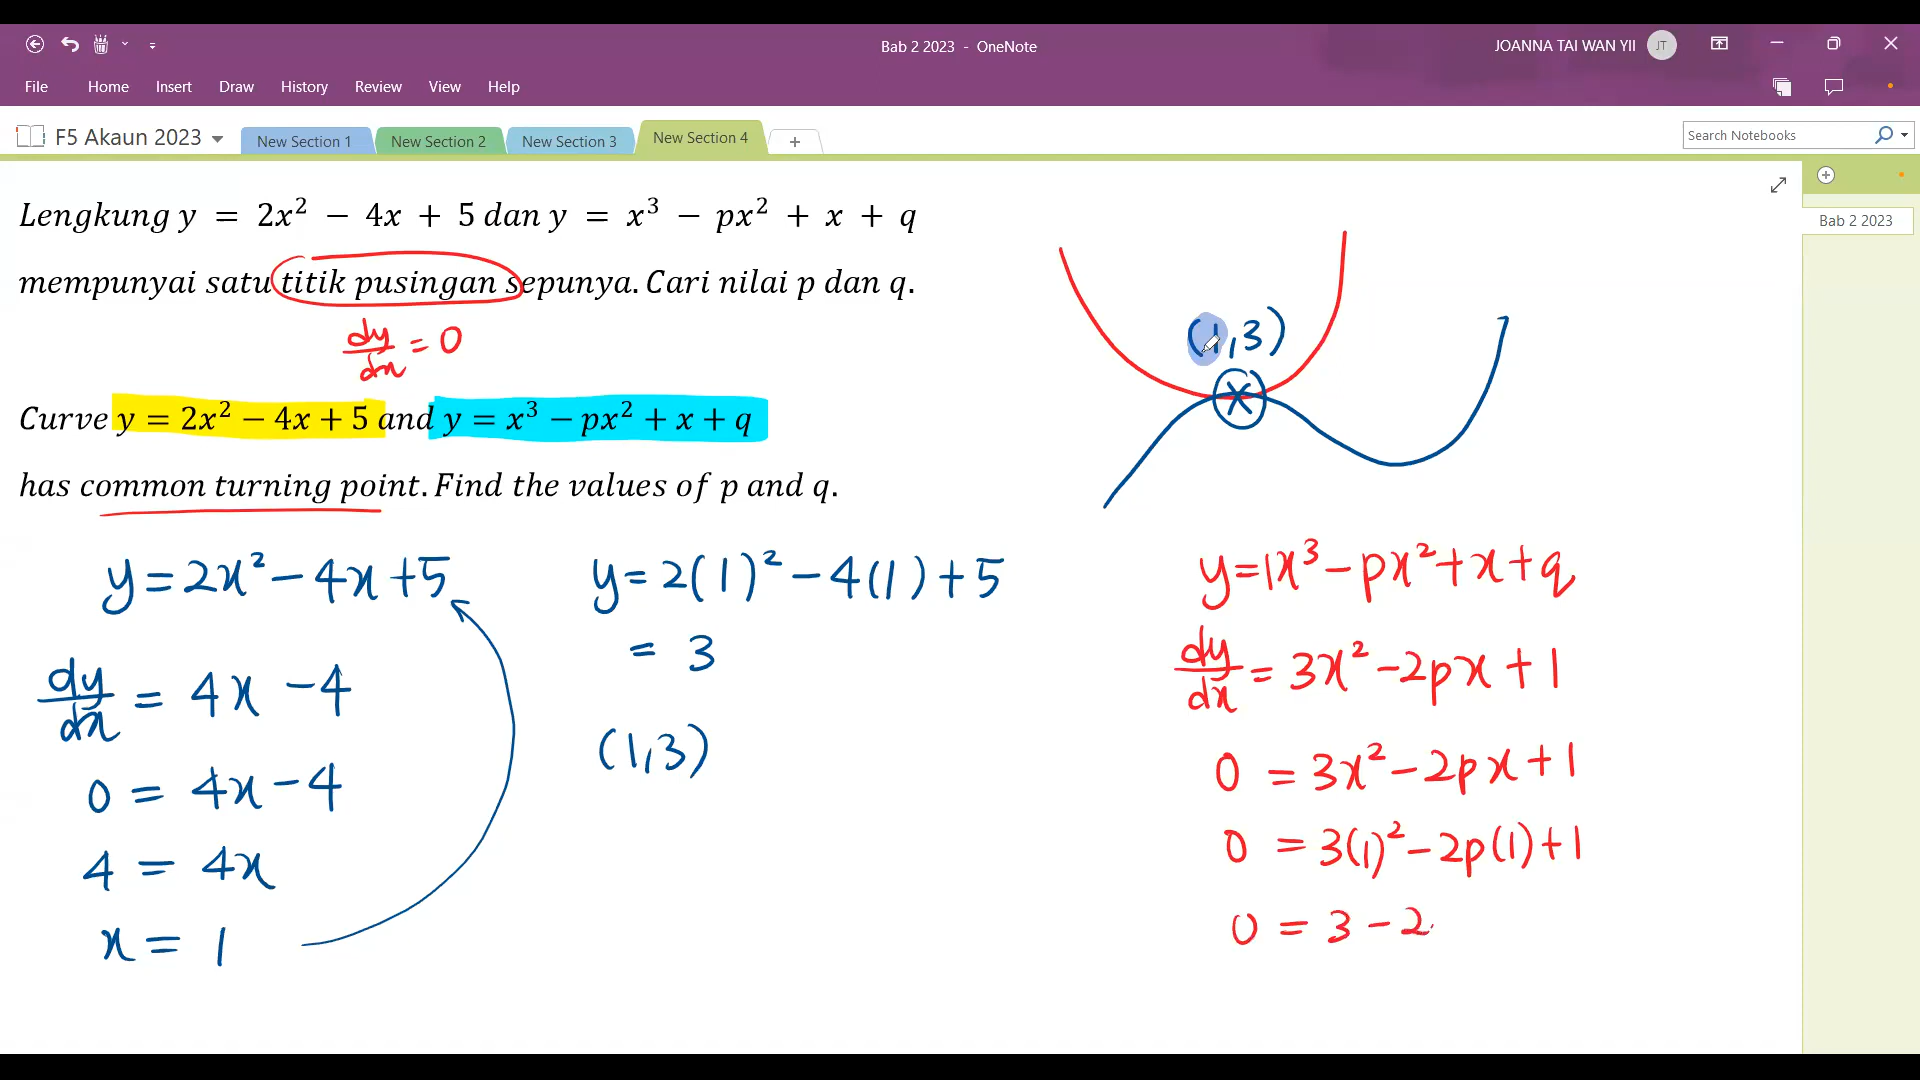 Bab 2 2023 - OneNote
JOANNA TAI WAN YII JT
File Home Insert Draw History Review View Help
F5 Akaun 2023 New Section 1 New Section 2 New Section 3 New Section 4 +
Search Notebooks
Bab 2 2023
Lengkung y = 2x² − 4x + 5 dan y = x³ − px² + x + q
mempunyai satu titik pusingan sepunya. Cari nilai p dan q.
dy/dx = 0
Curve y = 2x² − 4x + 5 and y = x³ − px² + x + q
has common turning point. Find the values of p and q.
(1,3)
x
y = 2x² − 4x + 5
dy/dx = 4x − 4
0 = 4x − 4
4 = 4x
x = 1
y = 2(1)² − 4(1) + 5
= 3
(1,3)
y = 1x³ − px² + x + q
dy/dx = 3x² − 2px + 1
0 = 3x² − 2px + 1
0 = 3(1)² − 2p(1) + 1
0 = 3 − 2